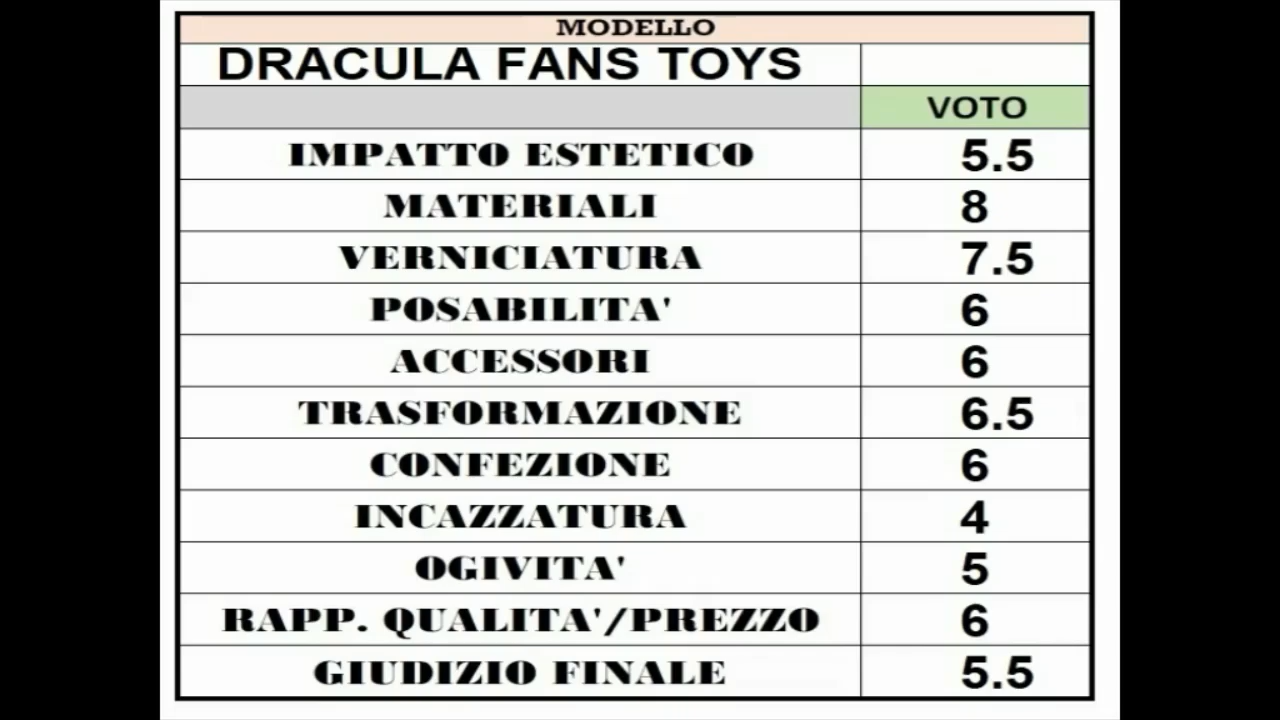 MODELLO
DRACULA FANS TOYS
VOTO
IMPATTO ESTETICO 5.5
MATERIALI 8
VERNICIATURA 7.5
POSABILITA' 6
ACCESSORI 6
TRASFORMAZIONE 6.5
CONFEZIONE 6
INCAZZATURA 4
OGIVITA' 5
RAPP. QUALITA'/PREZZO 6
GIUDIZIO FINALE 5.5